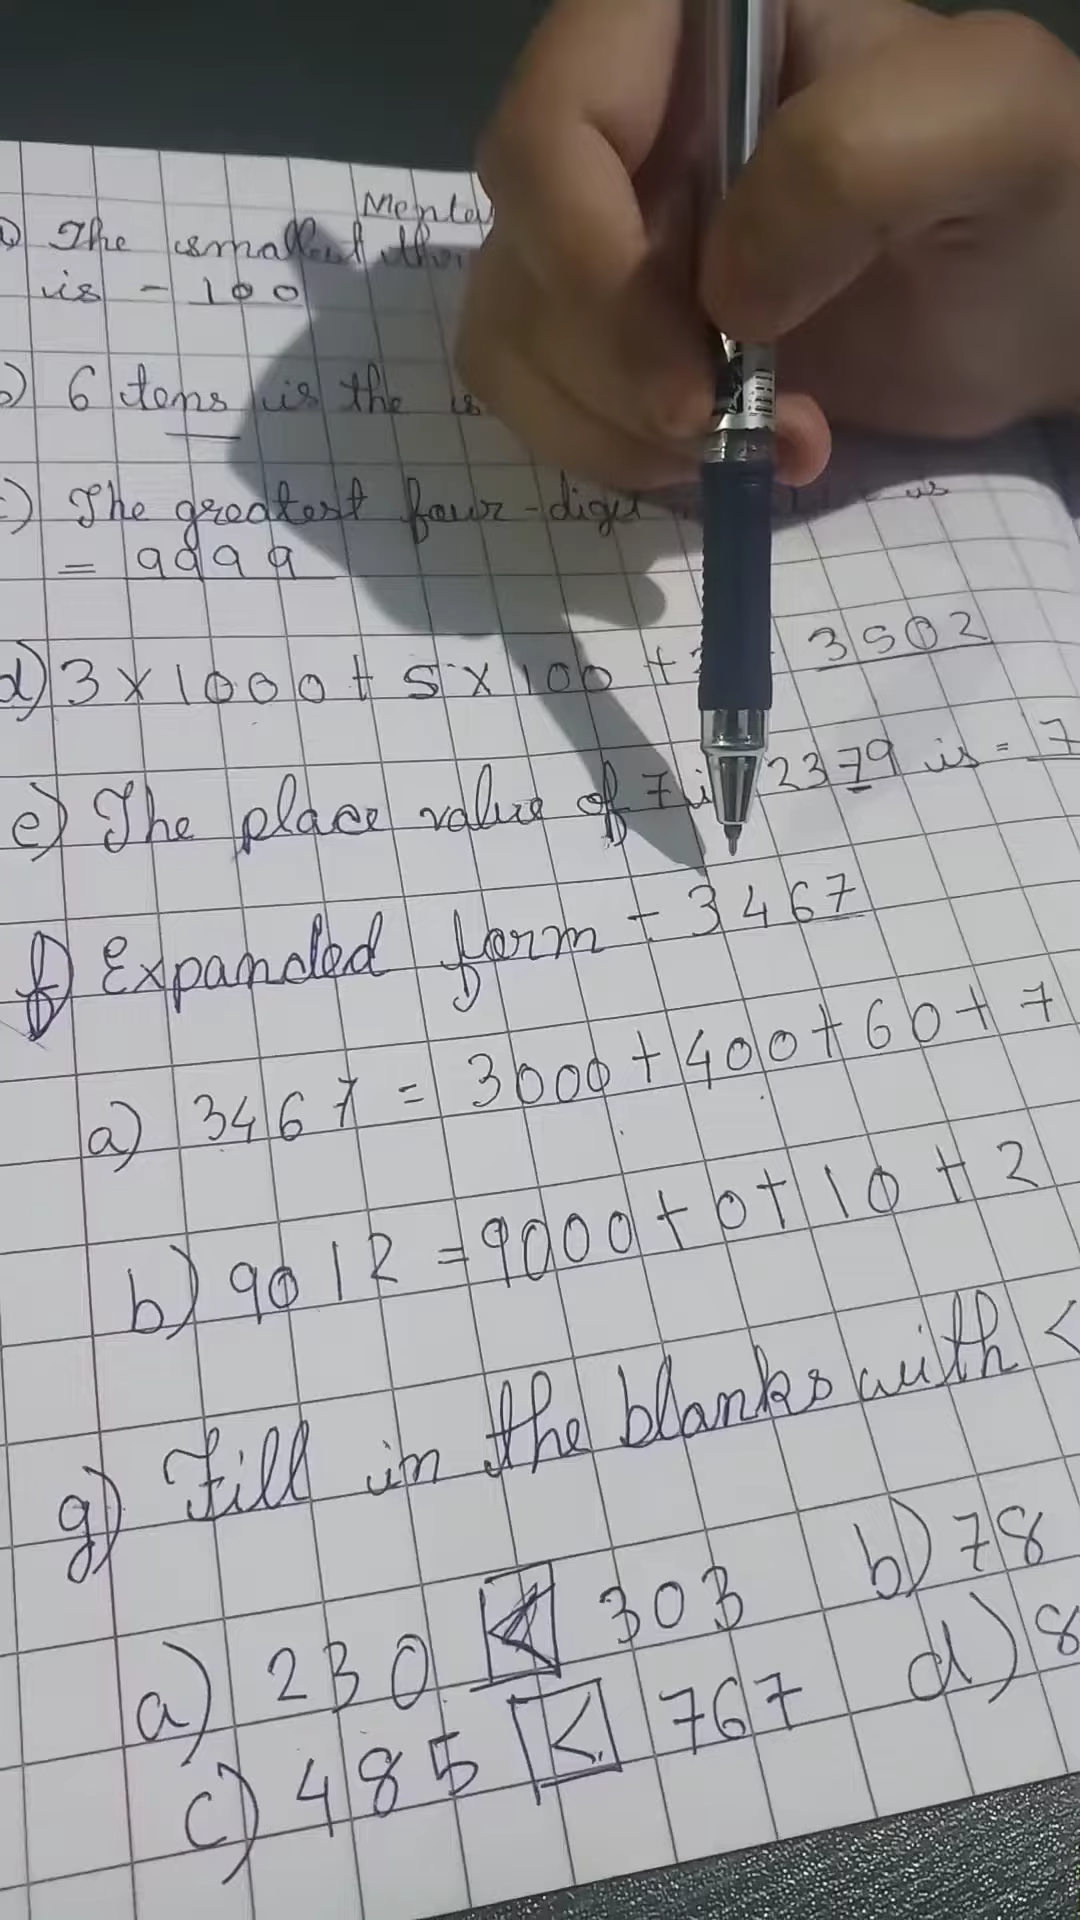 The smallest
is - 100
b) 6 tens is the
c) The greatest four-digit is
= 9999
d) 3 x 1000 + 5 x 100 + 3502
e) The place value of 7 2379 is = 7
f) Expanded form - 3467
a) 3467 = 3000 + 400 + 60 + 7
b) 9012 = 9000 + 0 + 10 + 2
g) Fill in the blanks with <
a) 230 < 303 b) 78
c) 485 < 767 d) 8